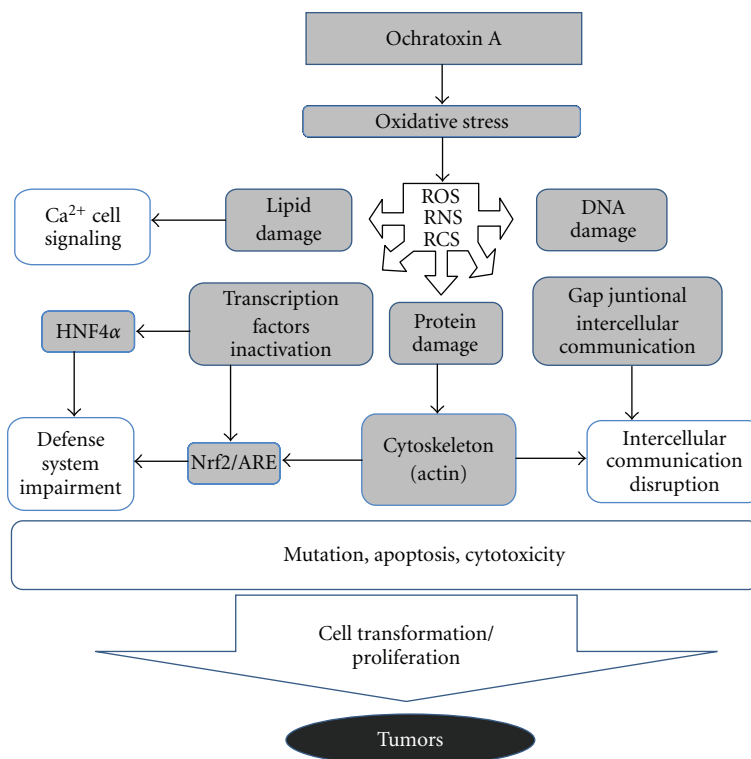 Ochratoxin A
Oxidative stress
ROS
RNS
RCS
Ca²⁺ cell
signaling
Lipid
damage
DNA
damage
HNF4α
Transcription
factors
inactivation
Protein
damage
Gap juntional
intercellular
communication
Defense
system
impairment
Nrf2/ARE
Cytoskeleton
(actin)
Intercellular
communication
disruption
Mutation, apoptosis, cytotoxicity
Cell transformation/
proliferation
Tumors